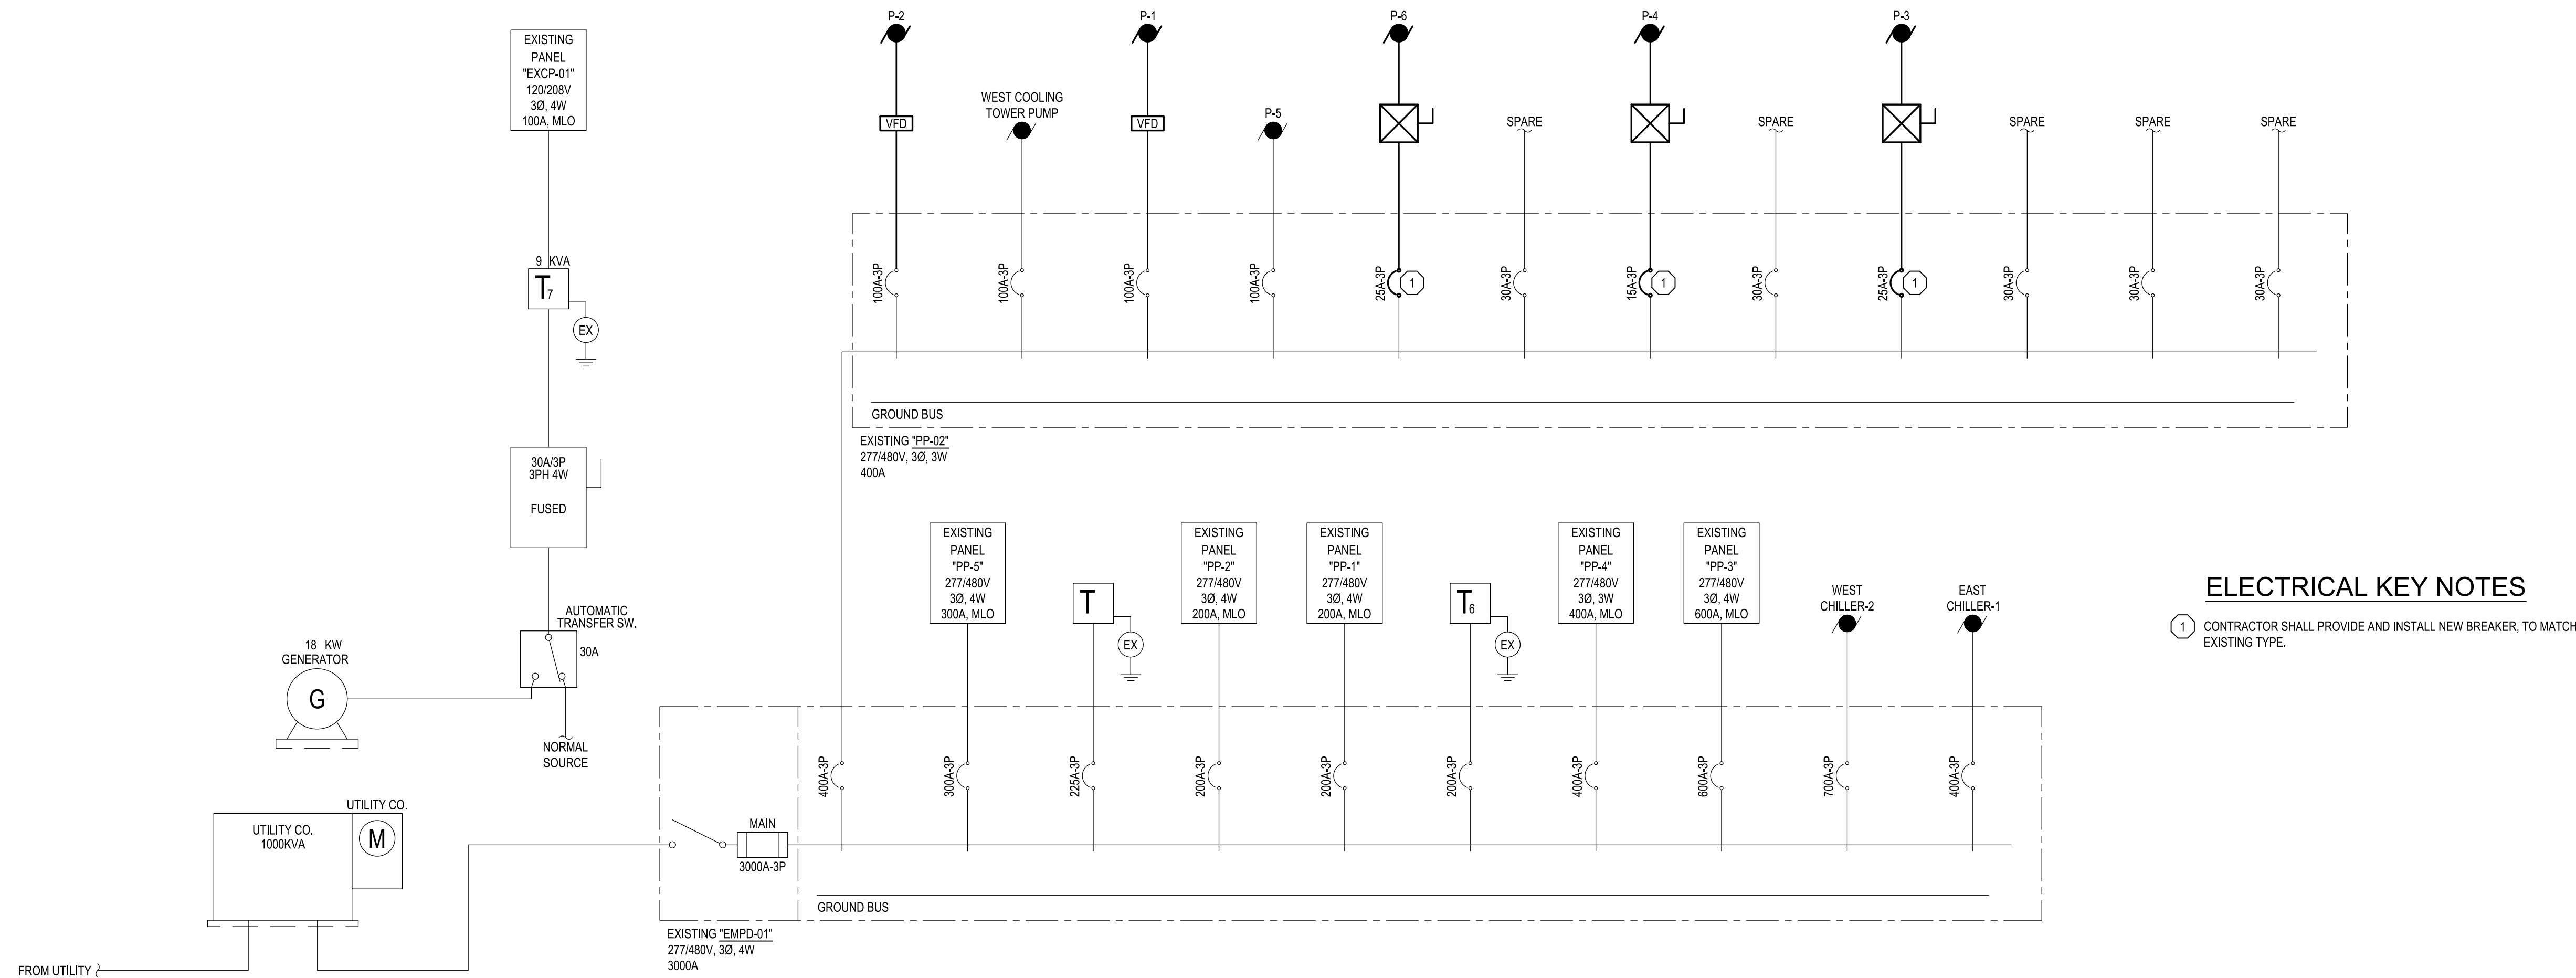 P-2
P-1
P-6
P-4
P-3
EXISTING
PANEL
"EXCP-01"
120/208V
3Ø, 4W
100A, MLO
WEST COOLING
TOWER PUMP
P-5
VFD
VFD
SPARE
SPARE
SPARE
SPARE
SPARE
9 KVA
T7
EX
100A-3P
100A-3P
100A-3P
100A-3P
25A-3P
1
30A-3P
15A-3P
1
30A-3P
25A-3P
1
30A-3P
30A-3P
30A-3P
GROUND BUS
EXISTING "PP-02"
277/480V, 3Ø, 3W
400A
30A/3P
3PH 4W
FUSED
AUTOMATIC
TRANSFER SW.
30A
18 KW
GENERATOR
G
NORMAL
SOURCE
EXISTING
PANEL
"PP-5"
277/480V
3Ø, 4W
300A, MLO
T
EX
EXISTING
PANEL
"PP-2"
277/480V
3Ø, 4W
200A, MLO
EXISTING
PANEL
"PP-1"
277/480V
3Ø, 4W
200A, MLO
T6
EX
EXISTING
PANEL
"PP-4"
277/480V
3Ø, 3W
400A, MLO
EXISTING
PANEL
"PP-3"
277/480V
3Ø, 4W
600A, MLO
WEST
CHILLER-2
EAST
CHILLER-1
ELECTRICAL KEY NOTES
1 CONTRACTOR SHALL PROVIDE AND INSTALL NEW BREAKER, TO MATCH
EXISTING TYPE.
400A-3P
300A-3P
225A-3P
200A-3P
200A-3P
200A-3P
400A-3P
600A-3P
700A-3P
400A-3P
UTILITY CO.
UTILITY CO.
1000KVA
M
MAIN
3000A-3P
GROUND BUS
EXISTING "EMPD-01"
277/480V, 3Ø, 4W
3000A
FROM UTILITY